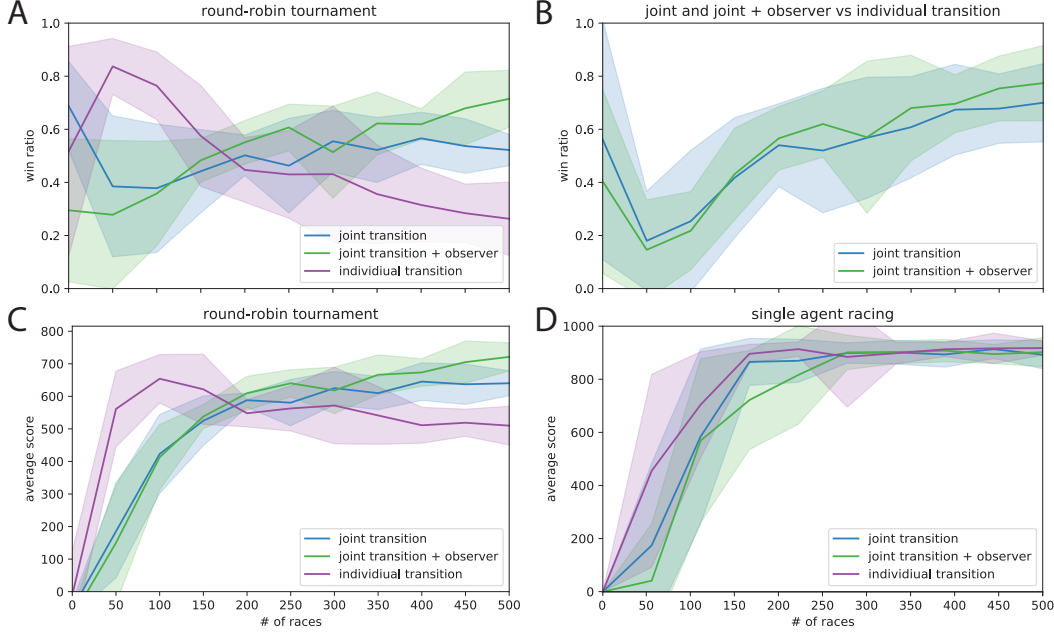 A
round-robin tournament
1.0
0.8
0.6
0.4
0.2
0.0
win ratio
joint transition
joint transition + observer
individual transition
B
joint and joint + observer vs individual transition
1.0
0.8
0.6
0.4
0.2
0.0
win ratio
joint transition
joint transition + observer
C
round-robin tournament
800
700
600
500
400
300
200
100
0
average score
joint transition
joint transition + observer
individual transition
0 50 100 150 200 250 300 350 400 450 500
# of races
D
single agent racing
1000
800
600
400
200
0
average score
joint transition
joint transition + observer
individual transition
0 50 100 150 200 250 300 350 400 450 500
# of races